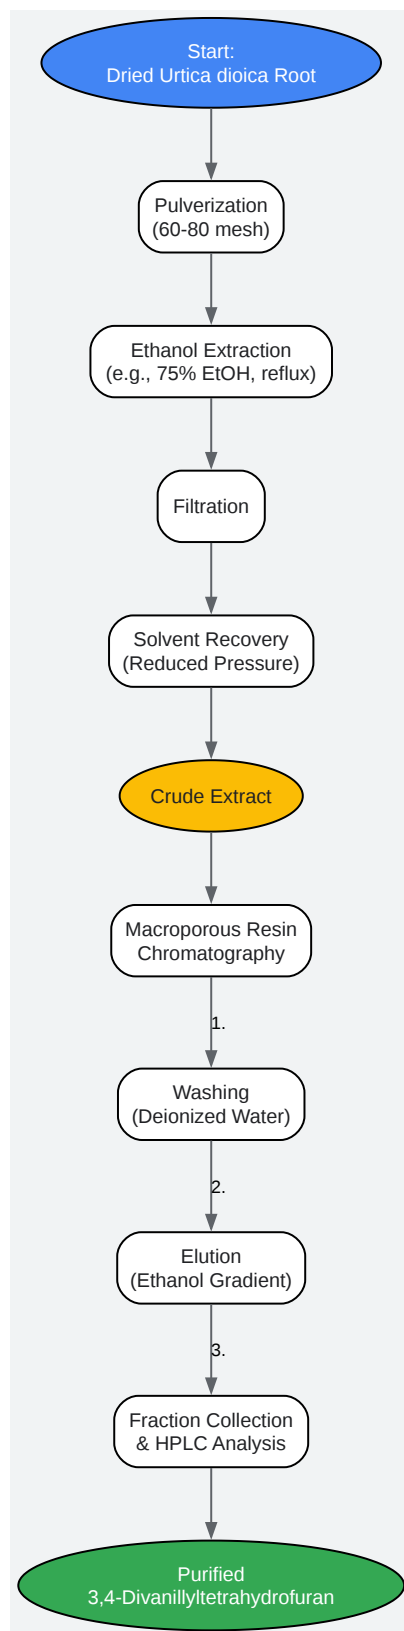 Start:
Dried Urtica dioica Root
Pulverization
(60-80 mesh)
Ethanol Extraction
(e.g., 75% EtOH, reflux)
Filtration
Solvent Recovery
(Reduced Pressure)
Crude Extract
Macroporous Resin
Chromatography
1.
Washing
(Deionized Water)
2.
Elution
(Ethanol Gradient)
3.
Fraction Collection
& HPLC Analysis
Purified
3,4-Divanillyltetrahydrofuran